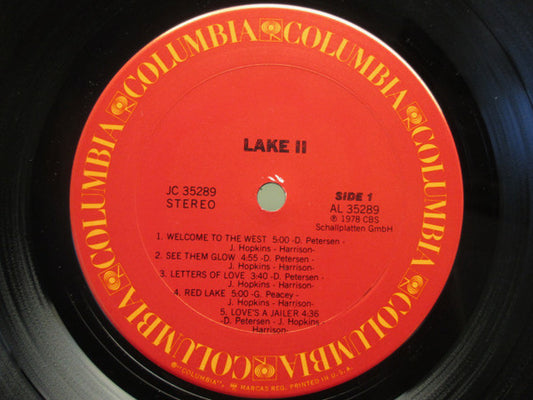 COLUMBIA COLUMBIA COLUMBIA COLUMBIA COLUMBIA COLUMBIA
LAKE II
JC 35289
STEREO
SIDE 1
AL 35289
℗ 1978 CBS
Schallplatten GmbH
1. WELCOME TO THE WEST 5:00 -D. Petersen -
J. Hopkins - Harrison-
2. SEE THEM GLOW 4:55 -D. Petersen -
J. Hopkins - Harrison-
3. LETTERS OF LOVE 3:40 -D. Petersen -
J. Hopkins - Harrison-
4. RED LAKE 5:00 -G. Peacey -
J. Hopkins - Harrison-
5. LOVE'S A JAILER 4:36
-D. Petersen - J. Hopkins -
Harrison-
"COLUMBIA", MARCAS REG. PRINTED IN U.S.A.